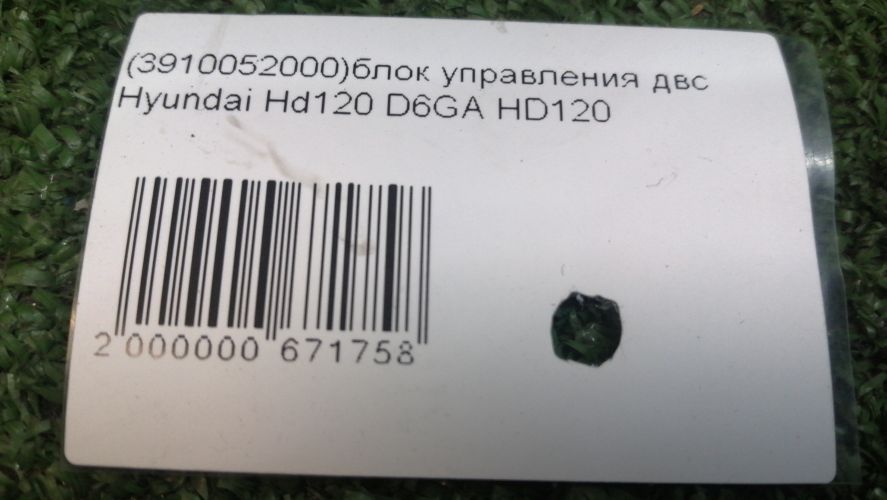 (3910052000)блок управления двс
Hyundai Hd120 D6GA HD120
2 000000 671758